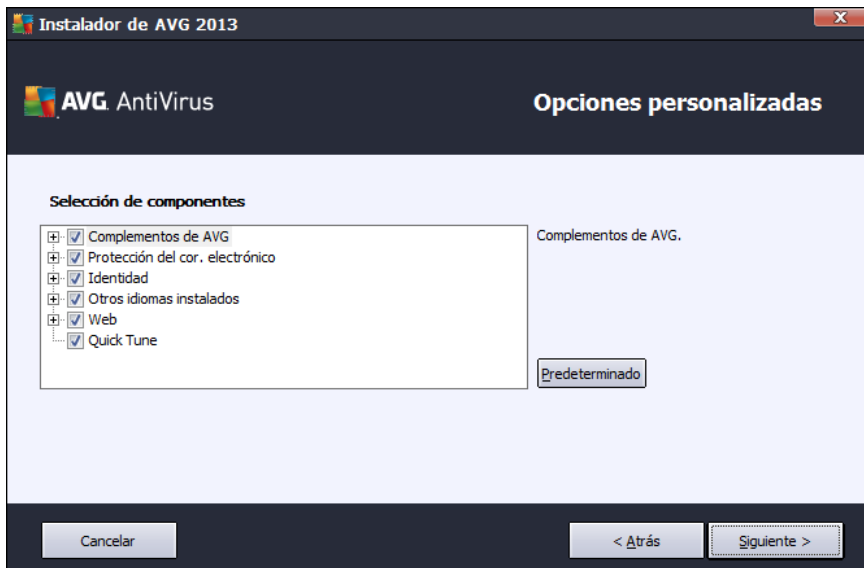 Instalador de AVG 2013
AVG. AntiVirus
Opciones personalizadas
Selección de componentes
Complementos de AVG
Protección del cor. electrónico
Identidad
Otros idiomas instalados
Web
Quick Tune
Complementos de AVG.
Predeterminado
Cancelar
< Atrás
Siguiente >